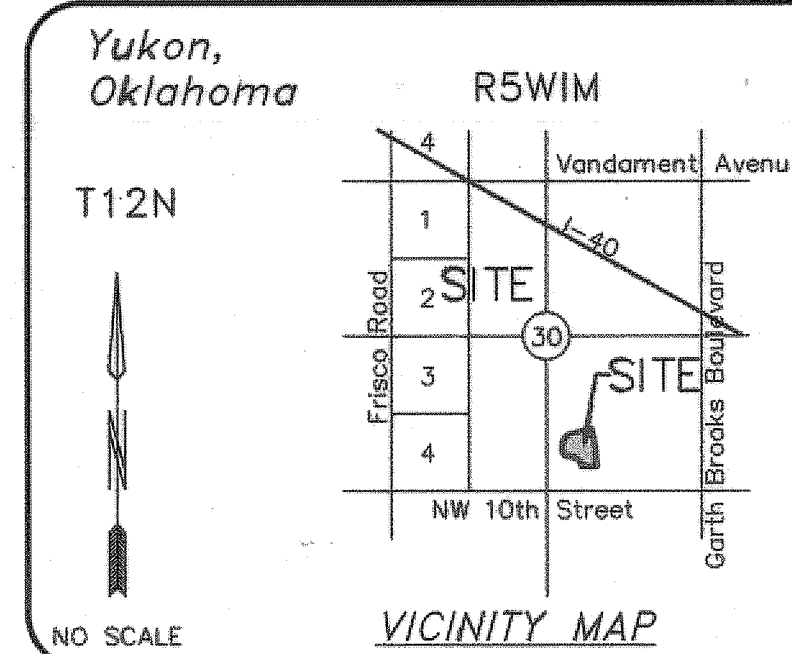 Yukon,
Oklahoma
R5WIM
T12N
4
Vandament Avenu
1
I-40
2
SITE
Frisco Road
30
3
SITE
Garth Brooks Boulevard
4
NW 10th Street
N
NO SCALE
VICINITY MAP